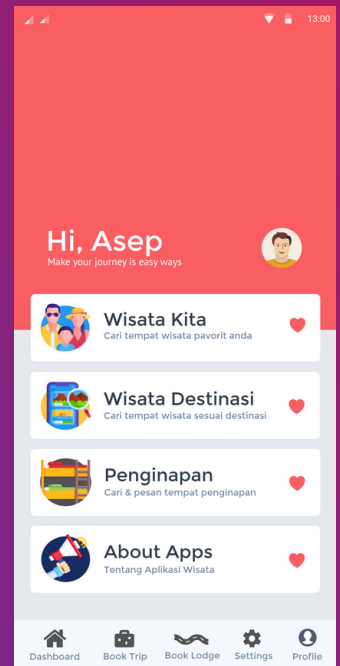 13:00
Hi, Asep
Make your journey is easy ways
Wisata Kita
Cari tempat wisata pavorit anda
Wisata Destinasi
Cari tempat wisata sesuai destinasi
Penginapan
Cari & pesan tempat penginapan
About Apps
Tentang Aplikasi Wisata
Dashboard Book Trip Book Lodge Settings Profile